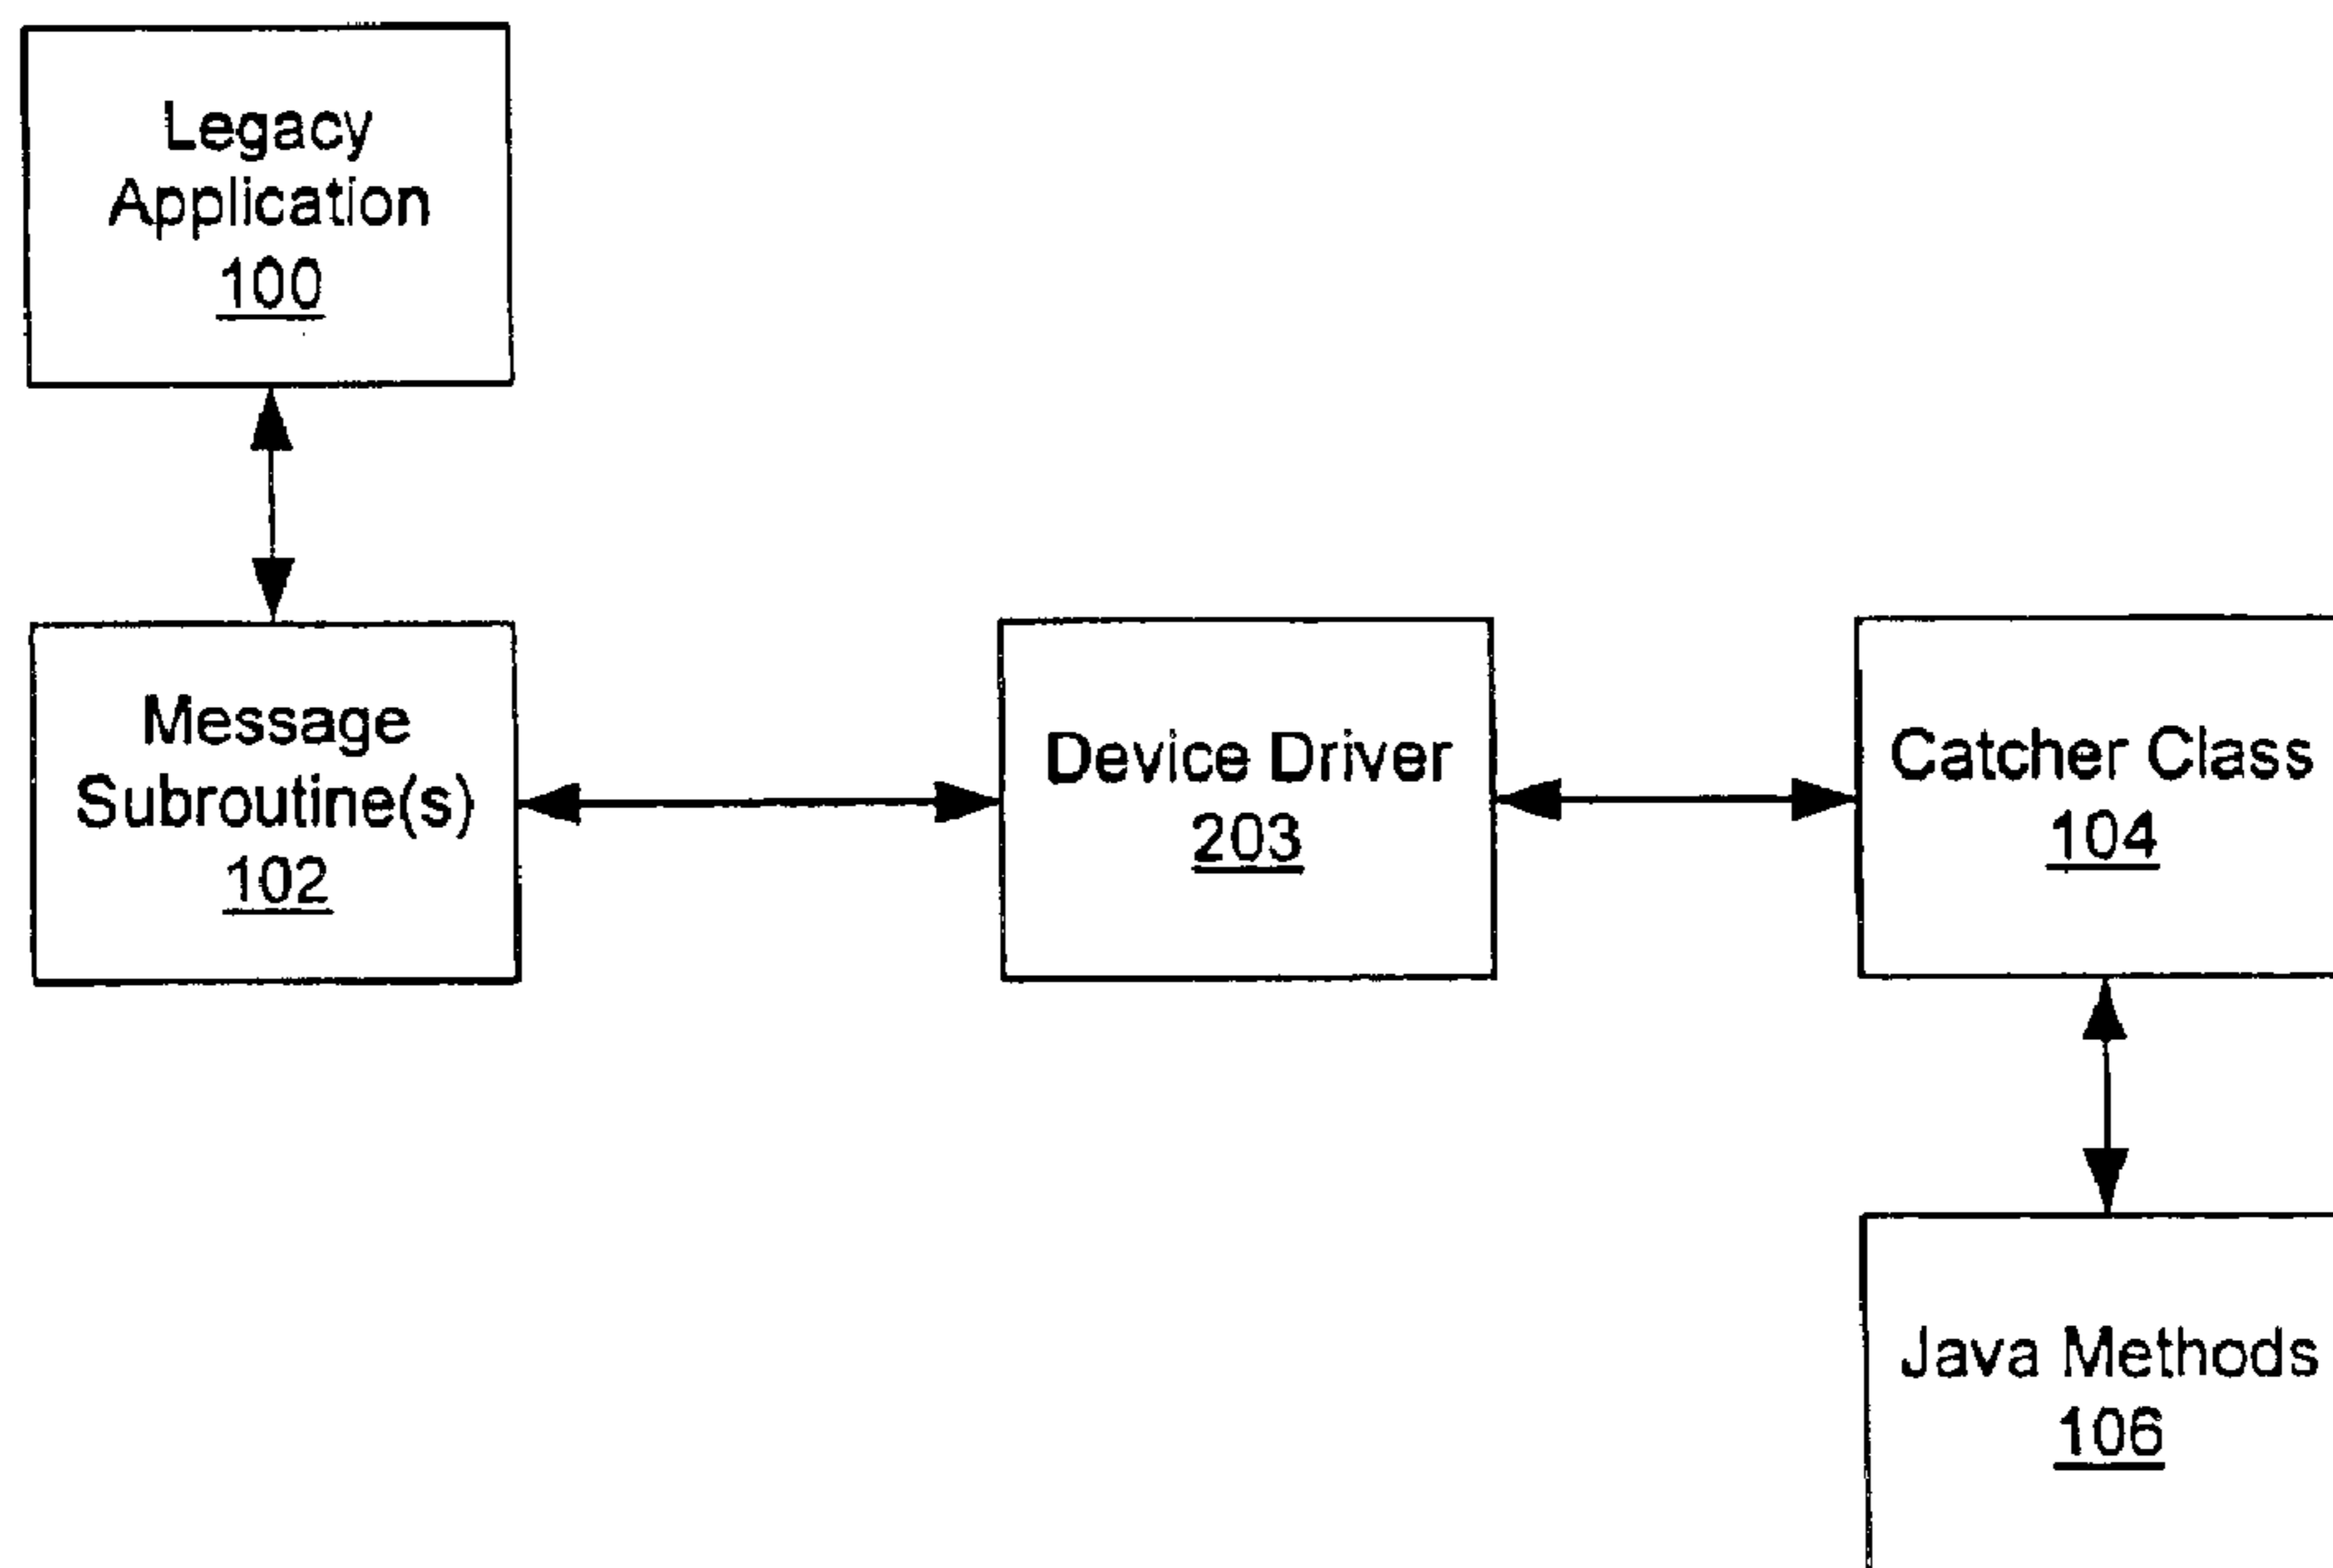 Legacy
Application
100
Message
Subroutine(s)
102
Device Driver
203
Catcher Class
104
Java Methods
106